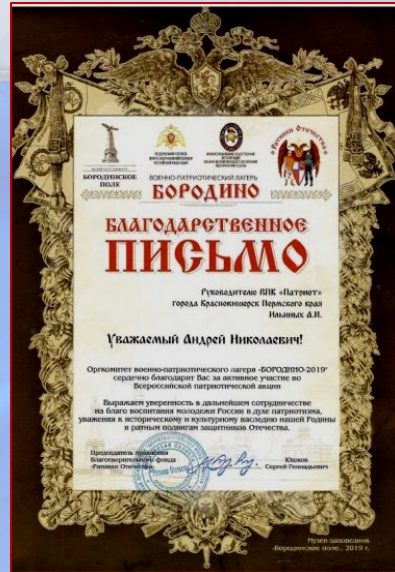 БОРОДИНСКОЕ
ПОЛЕ
Ратники Отечества
ВОЕННО-ПАТРИОТИЧЕСКИЙ ЛАГЕРЬ
БОРОДИНО
БЛАГОДАРСТВЕННОЕ
ПИСЬМО
Руководителю ВПК «Патриот»
города Красновишерск Пермского края
Ильиных А.Н.
Уважаемый Андрей Николаевич!
Оргкомитет военно-патриотического лагеря «БОРОДИНО-2019»
сердечно благодарит Вас за активное участие во
Всероссийской патриотической акции
Выражаем уверенность в дальнейшем сотрудничестве
на благо воспитания молодежи России в духе патриотизма,
уважения к историческому и культурному наследию нашей Родины
и ратным подвигам защитников Отечества.
Председатель правления
Благотворительного фонда
«Ратники Отечества»
Сергей Геннадьевич
Музей-заповедник
«Бородинское поле», 2019 г.